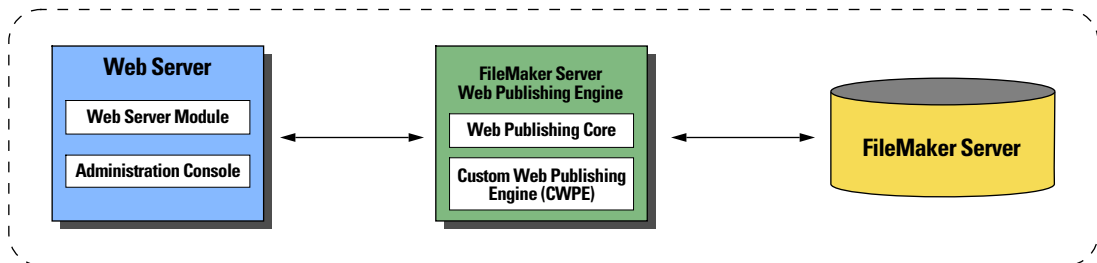 Web Server
Web Server Module
Administration Console
FileMaker Server
Web Publishing Engine
Web Publishing Core
Custom Web Publishing
Engine (CWPE)
FileMaker Server